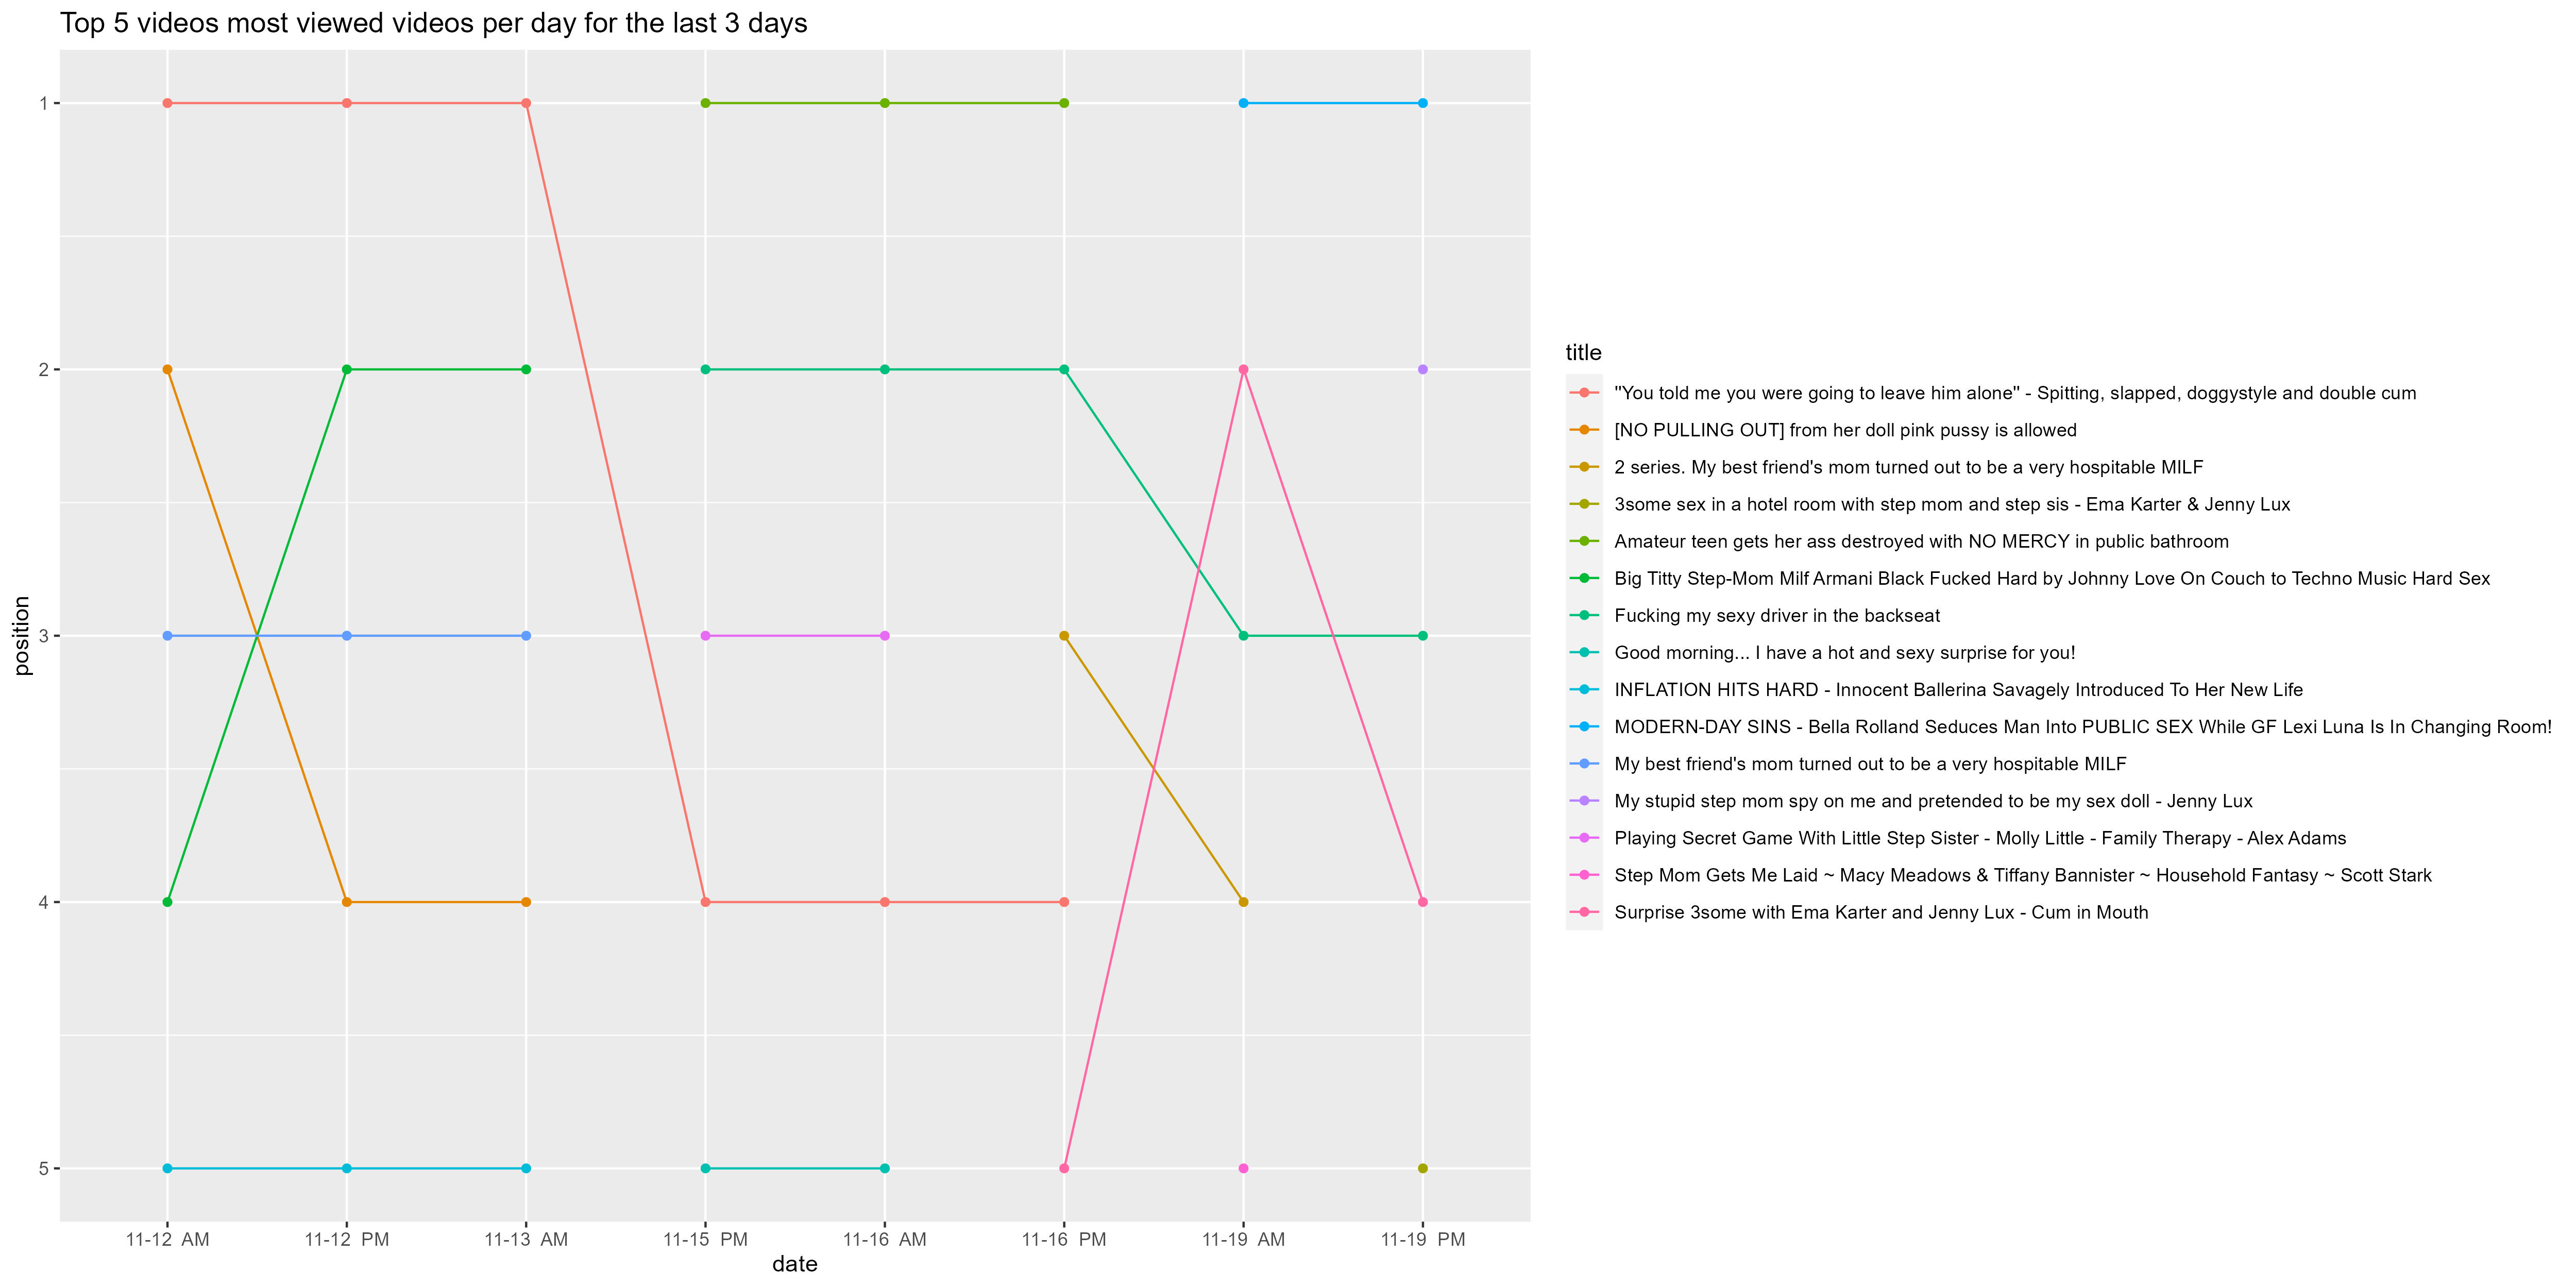 Top 5 videos most viewed videos per day for the last 3 days
position
1
2
3
4
5
11-12 AM
11-12 PM
11-13 AM
11-15 PM
11-16 AM
11-16 PM
11-19 AM
11-19 PM
date
title
"You told me you were going to leave him alone" - Spitting, slapped, doggystyle and double cum
[NO PULLING OUT] from her doll pink pussy is allowed
2 series. My best friend's mom turned out to be a very hospitable MILF
3some sex in a hotel room with step mom and step sis - Ema Karter & Jenny Lux
Amateur teen gets her ass destroyed with NO MERCY in public bathroom
Big Titty Step-Mom Milf Armani Black Fucked Hard by Johnny Love On Couch to Techno Music Hard Sex
Fucking my sexy driver in the backseat
Good morning... I have a hot and sexy surprise for you!
INFLATION HITS HARD - Innocent Ballerina Savagely Introduced To Her New Life
MODERN-DAY SINS - Bella Rolland Seduces Man Into PUBLIC SEX While GF Lexi Luna Is In Changing Room!
My best friend's mom turned out to be a very hospitable MILF
My stupid step mom spy on me and pretended to be my sex doll - Jenny Lux
Playing Secret Game With Little Step Sister - Molly Little - Family Therapy - Alex Adams
Step Mom Gets Me Laid ~ Macy Meadows & Tiffany Bannister ~ Household Fantasy ~ Scott Stark
Surprise 3some with Ema Karter and Jenny Lux - Cum in Mouth